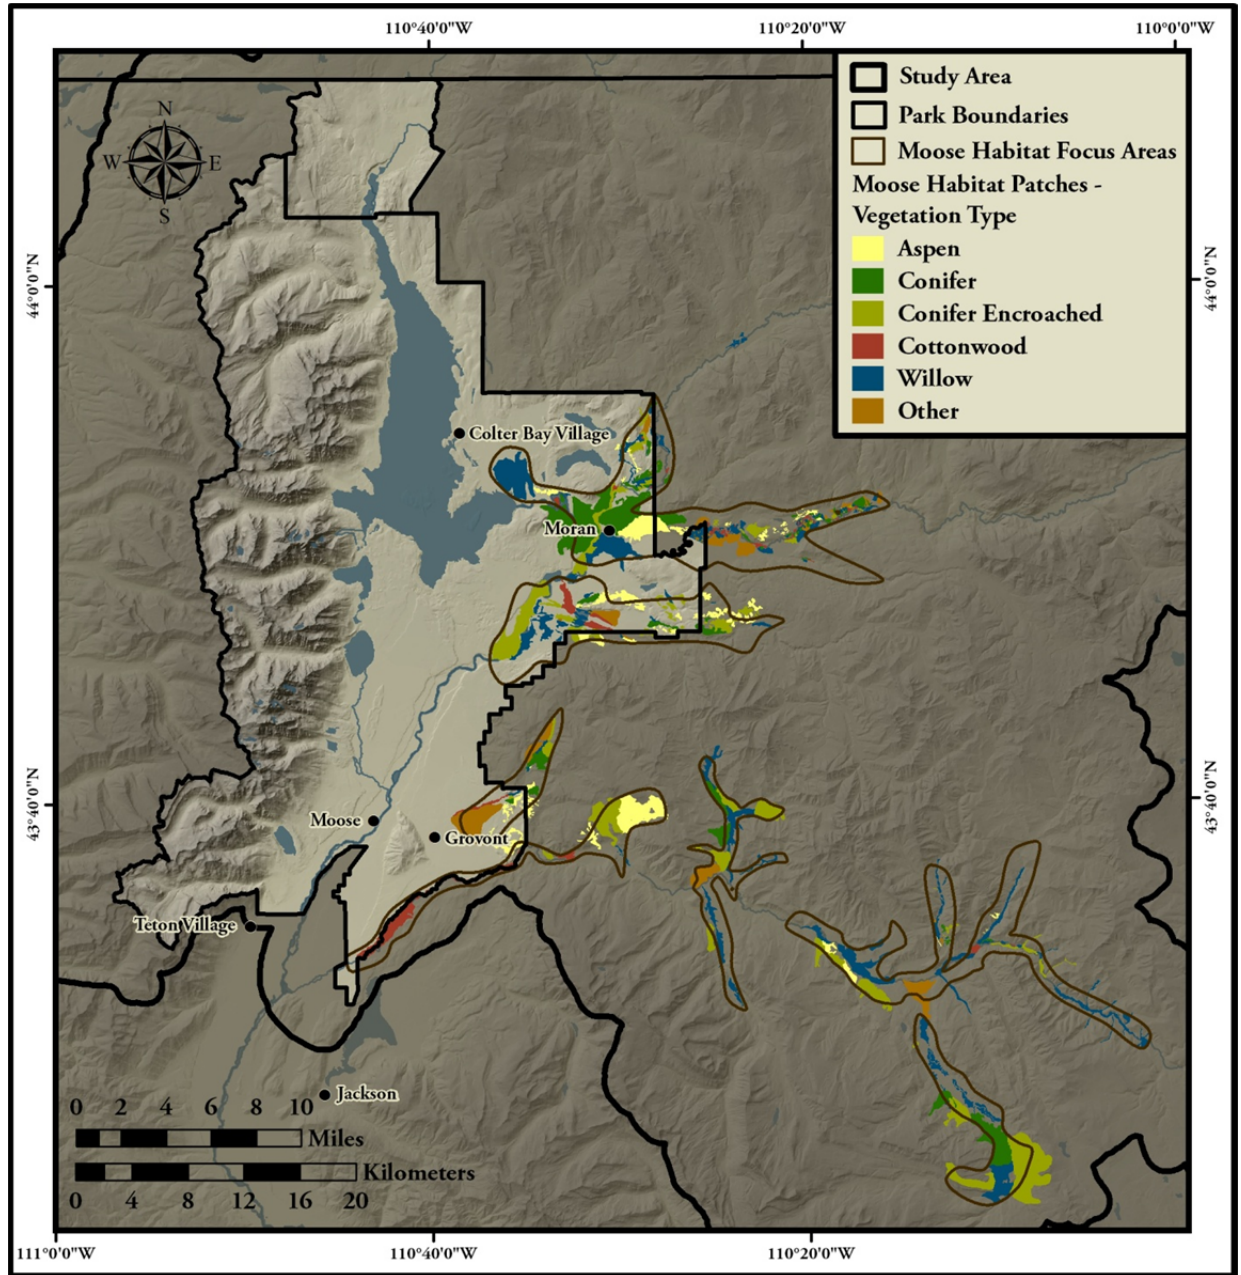 110°40'0"W
110°20'0"W
110°0'0"W
Study Area
Park Boundaries
Moose Habitat Focus Areas
Moose Habitat Patches -
Vegetation Type
Aspen
Conifer
Conifer Encroached
Cottonwood
Willow
Other
N
W
E
S
44°0'0"N
44°0'0"N
Colter Bay Village
Moran
43°40'0"N
43°40'0"N
Moose
Grovont
Teton Village
Jackson
0 2 4 6 8 10
Miles
Kilometers
0 4 8 12 16 20
111°0'0"W
110°40'0"W
110°20'0"W